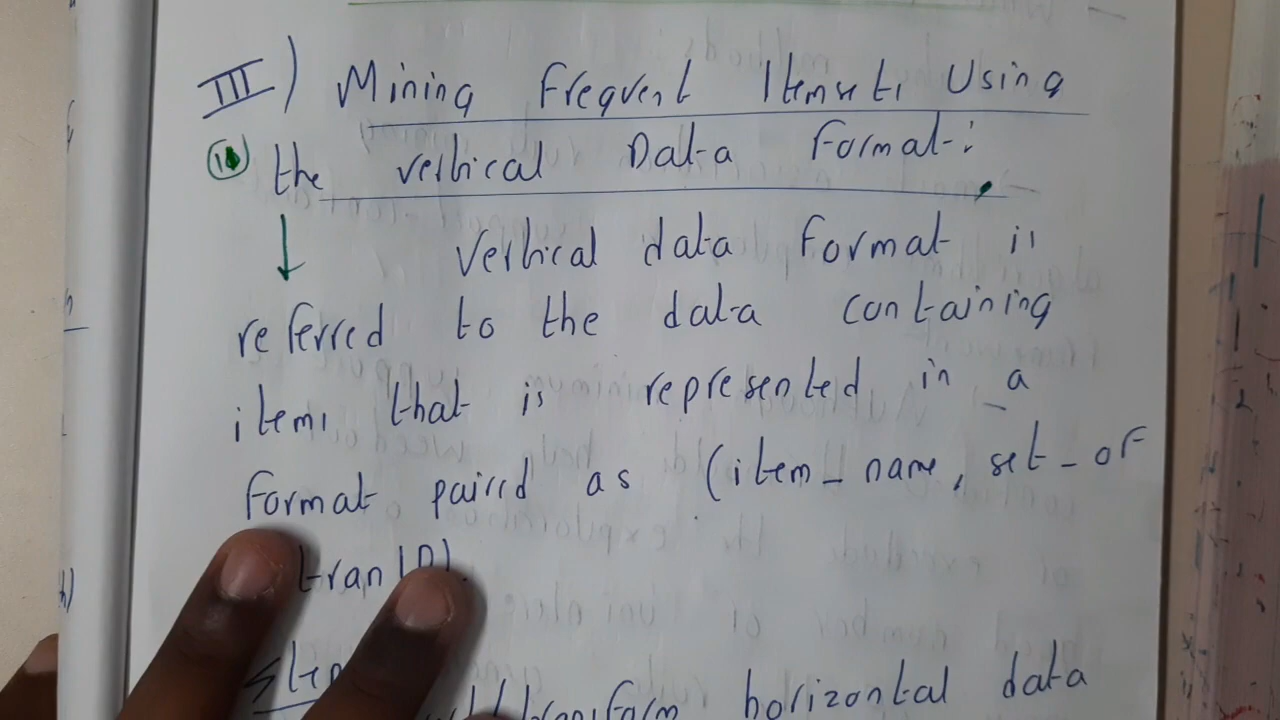 III) Mining Frequent Itemsets Using
the vertical Data Format:
Vertical data format is
referred to the data containing
items that is represented in a
format paired as (item_name, set_of
tranID).
transform horizontal data